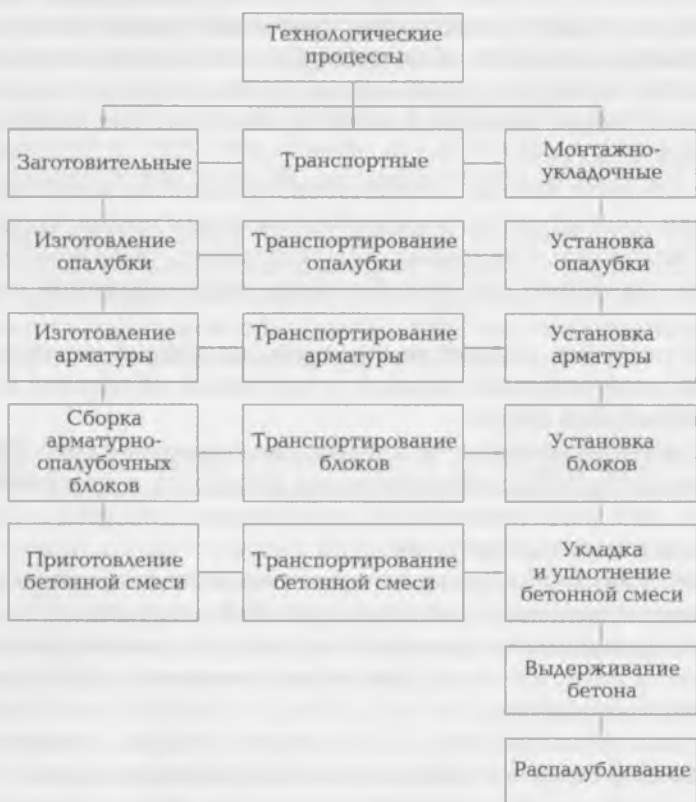 Технологические
процессы
Заготовительные
Транспортные
Монтажно-
укладочные
Изготовление
опалубки
Транспортирование
опалубки
Установка
опалубки
Изготовление
арматуры
Транспортирование
арматуры
Установка
арматуры
Сборка
арматурно-
опалубочных
блоков
Транспортирование
блоков
Установка
блоков
Приготовление
бетонной смеси
Транспортирование
бетонной смеси
Укладка
и уплотнение
бетонной смеси
Выдерживание
бетона
Распалубливание